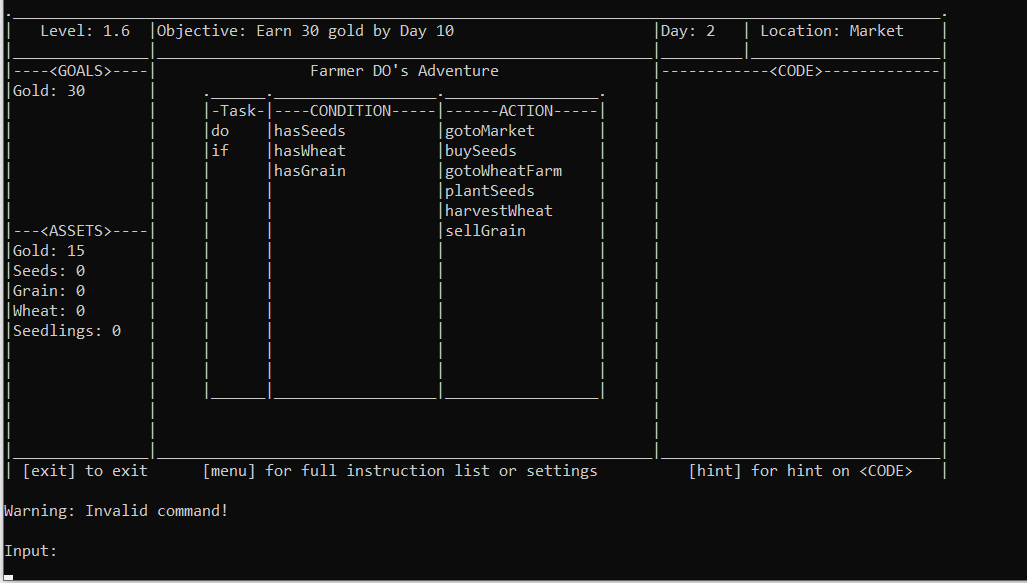 Level: 1.6 |Objective: Earn 30 gold by Day 10 |Day: 2 | Location: Market
----<GOALS>----| Farmer DO's Adventure |------------<CODE>-------------
Gold: 30
-Task-|----CONDITION-----|------ACTION-----
do |hasSeeds |gotoMarket
if |hasWheat |buySeeds
hasGrain |gotoWheatFarm
plantSeeds
harvestWheat
---<ASSETS>----| sellGrain
Gold: 15
Seeds: 0
Grain: 0
Wheat: 0
Seedlings: 0
[exit] to exit [menu] for full instruction list or settings [hint] for hint on <CODE>
Warning: Invalid command!
Input: